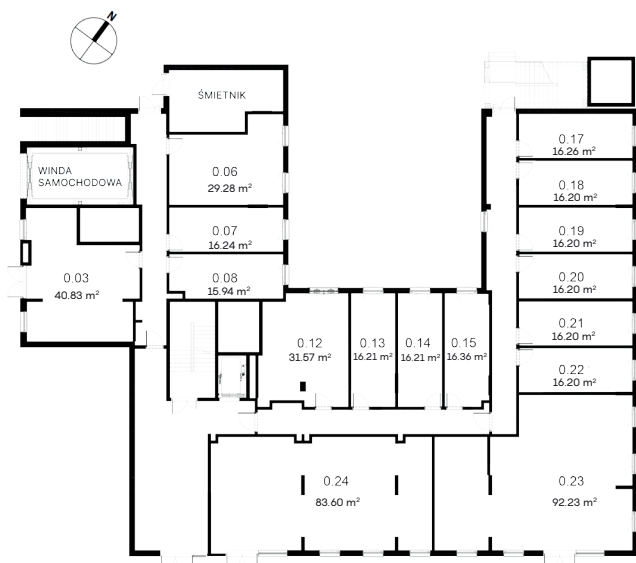 N
ŚMIETNIK
WINDA
SAMOCHODOWA
0.03
40.83 m²
0.06
29.28 m²
0.07
16.24 m²
0.08
15.94 m²
0.12
31.57 m²
0.13
16.21 m²
0.14
16.21 m²
0.15
16.36 m²
0.17
16.26 m²
0.18
16.20 m²
0.19
16.20 m²
0.20
16.20 m²
0.21
16.20 m²
0.22
16.20 m²
0.23
92.23 m²
0.24
83.60 m²